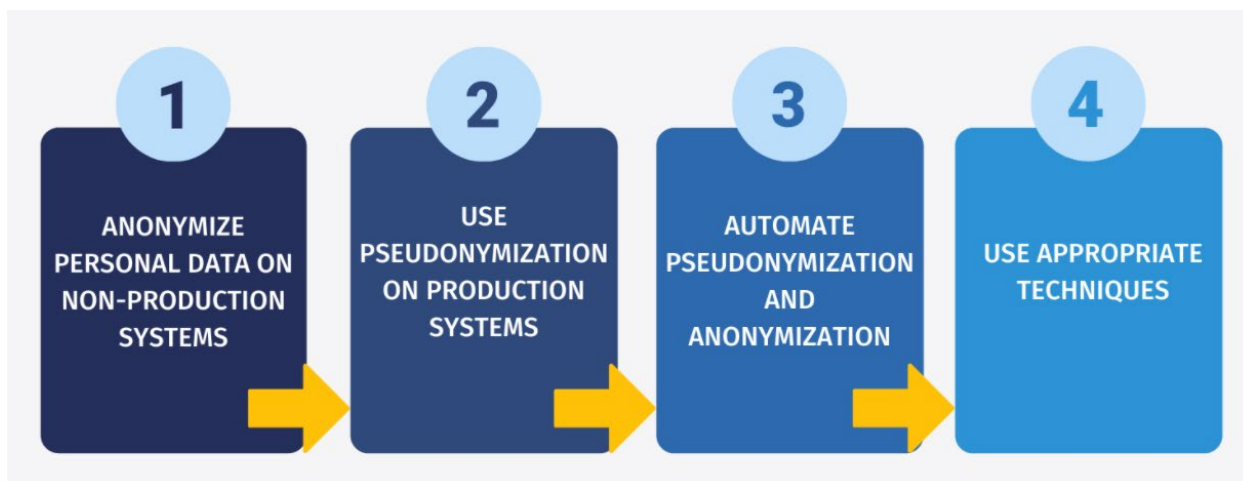 1
ANONYMIZE
PERSONAL DATA ON
NON-PRODUCTION
SYSTEMS
2
USE
PSEUDONYMIZATION
ON PRODUCTION
SYSTEMS
3
AUTOMATE
PSEUDONYMIZATION
AND
ANONYMIZATION
4
USE APPROPRIATE
TECHNIQUES